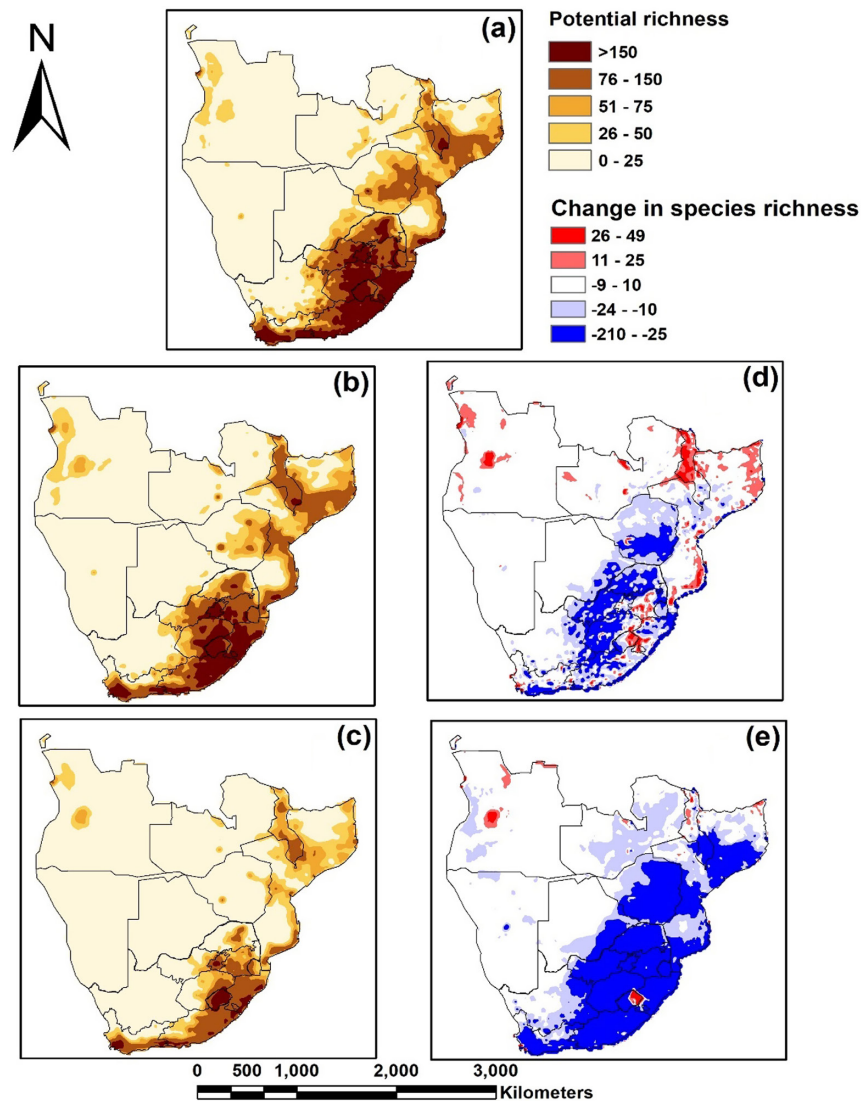 N
(a)
Potential richness
>150
76 - 150
51 - 75
26 - 50
0 - 25
Change in species richness
26 - 49
11 - 25
-9 - 10
-24 - -10
-210 - -25
(b)
(d)
(c)
(e)
0 500 1,000 2,000 3,000
Kilometers